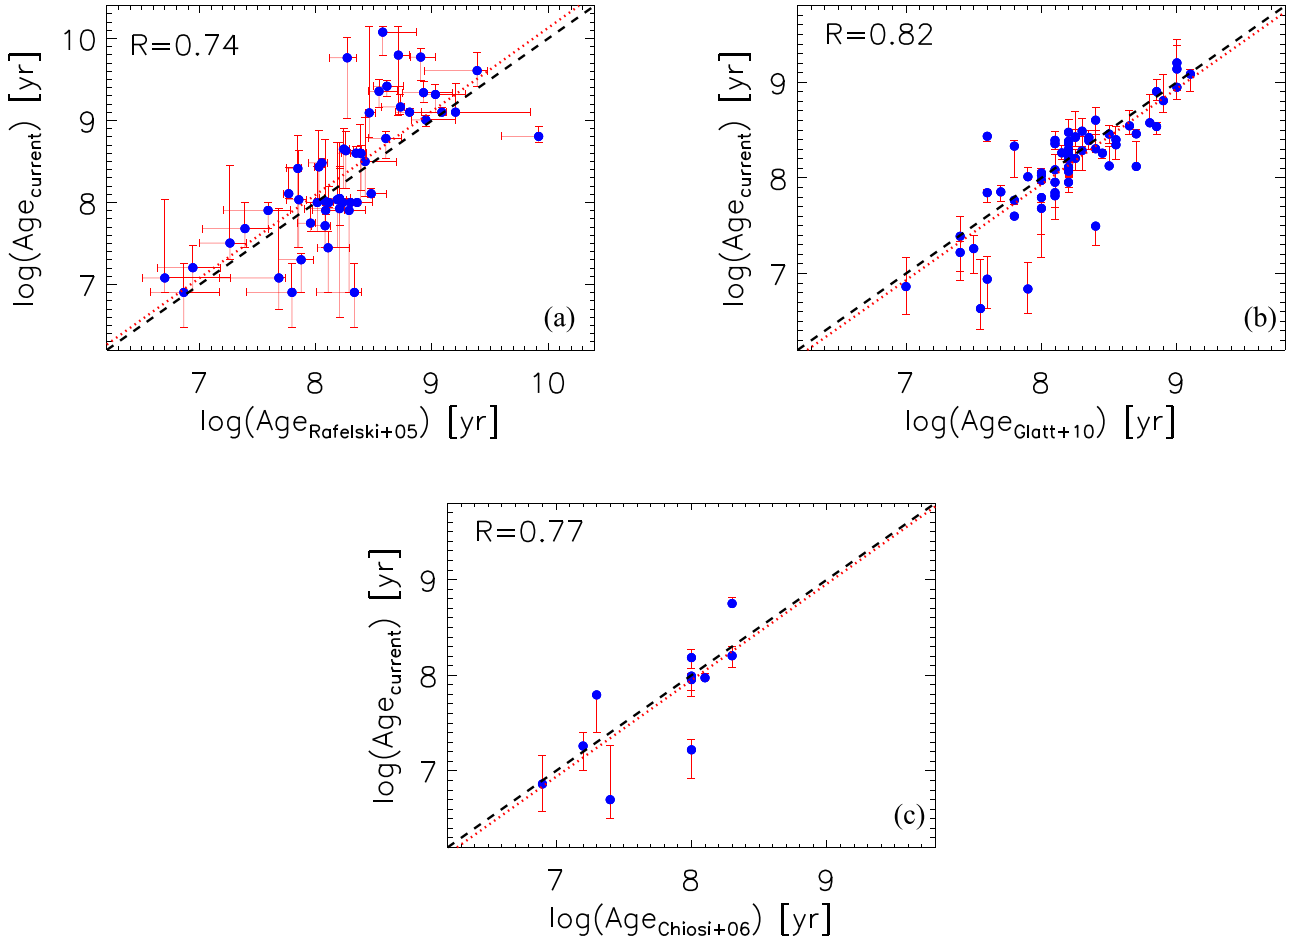 R=0.74
10
9
8
7
log(Age_current) [yr]
(a)
7 8 9 10
log(Age_Rafelski+05) [yr]
R=0.82
9
8
7
log(Age_current) [yr]
(b)
7 8 9
log(Age_Glatt+10) [yr]
R=0.77
9
8
7
log(Age_current) [yr]
(c)
7 8 9
log(Age_Chiosi+06) [yr]